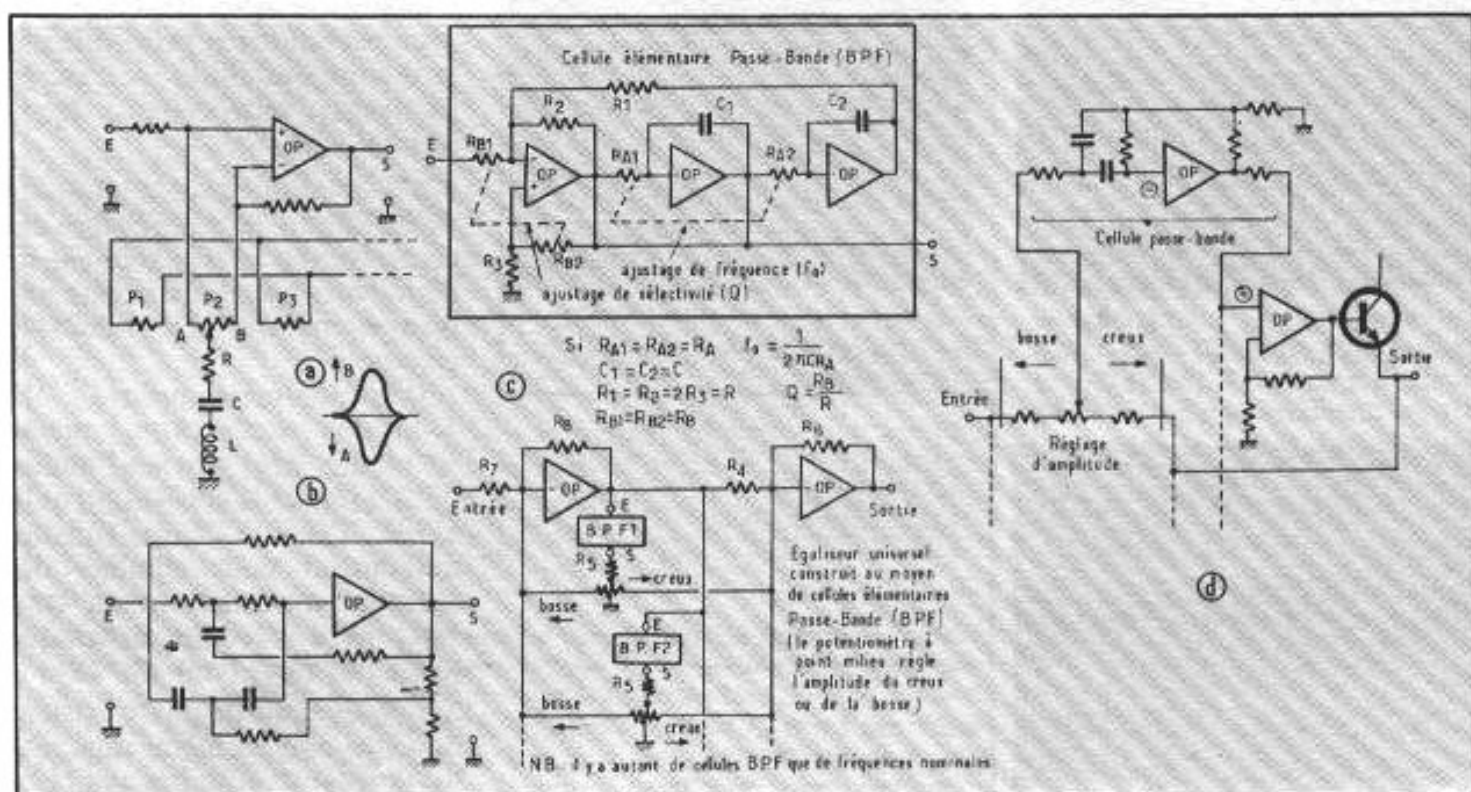 E
OP
+
-
S
P1
P2
P3
A
B
R
C
L
a
B
A
b
E
OP
S
Cellule élémentaire Passe-Bande (BPF)
R1
R2
C1
C2
E
RB1
-
+
OP
RA1
-
OP
RA2
-
OP
R3
RB2
S
ajustage de fréquence (f0)
ajustage de sélectivité (Q)
c
Si RA1 = RA2 = RA f0 = 1 / 2πCRA
C1 = C2 = C
R1 = R2 = 2R3 = R Q = RB / R
RB1 = RB2 = RB
R8
R6
R7
-OP
R4
-OP
Entrée
Sortie
E
B.P.F1
S
R5
creux
bosse
E
B.P.F2
S
R5
bosse
creux
Egaliseur universel
construit au moyen
de cellules élémentaires
Passe-Bande (BPF)
(le potentiomètre à
point milieu règle
l'amplitude du creux
ou de la bosse)
N.B. il y a autant de cellules BPF que de fréquences nominales
OP
Cellule passe-bande
OP
bosse
creux
Entrée
Sortie
Réglage
d'amplitude
d